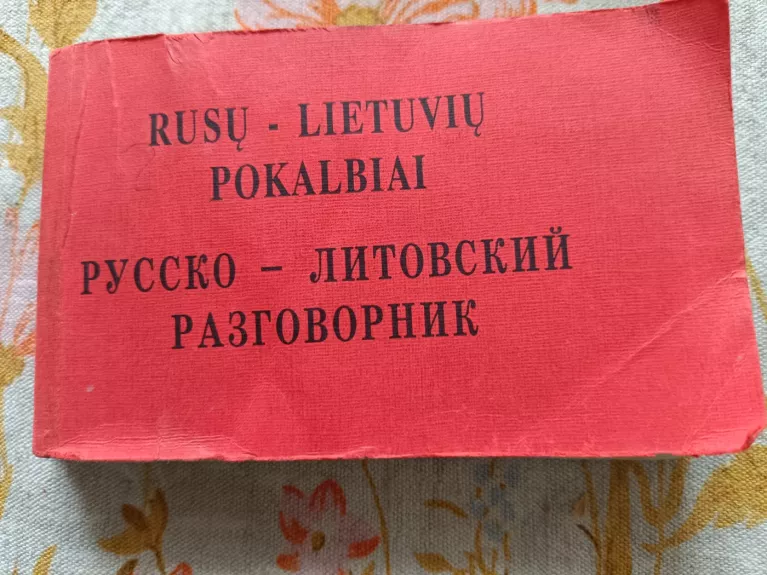 RUSŲ - LIETUVIŲ
POKALBIAI
РУССКО - ЛИТОВСКИЙ
РАЗГОВОРНИК